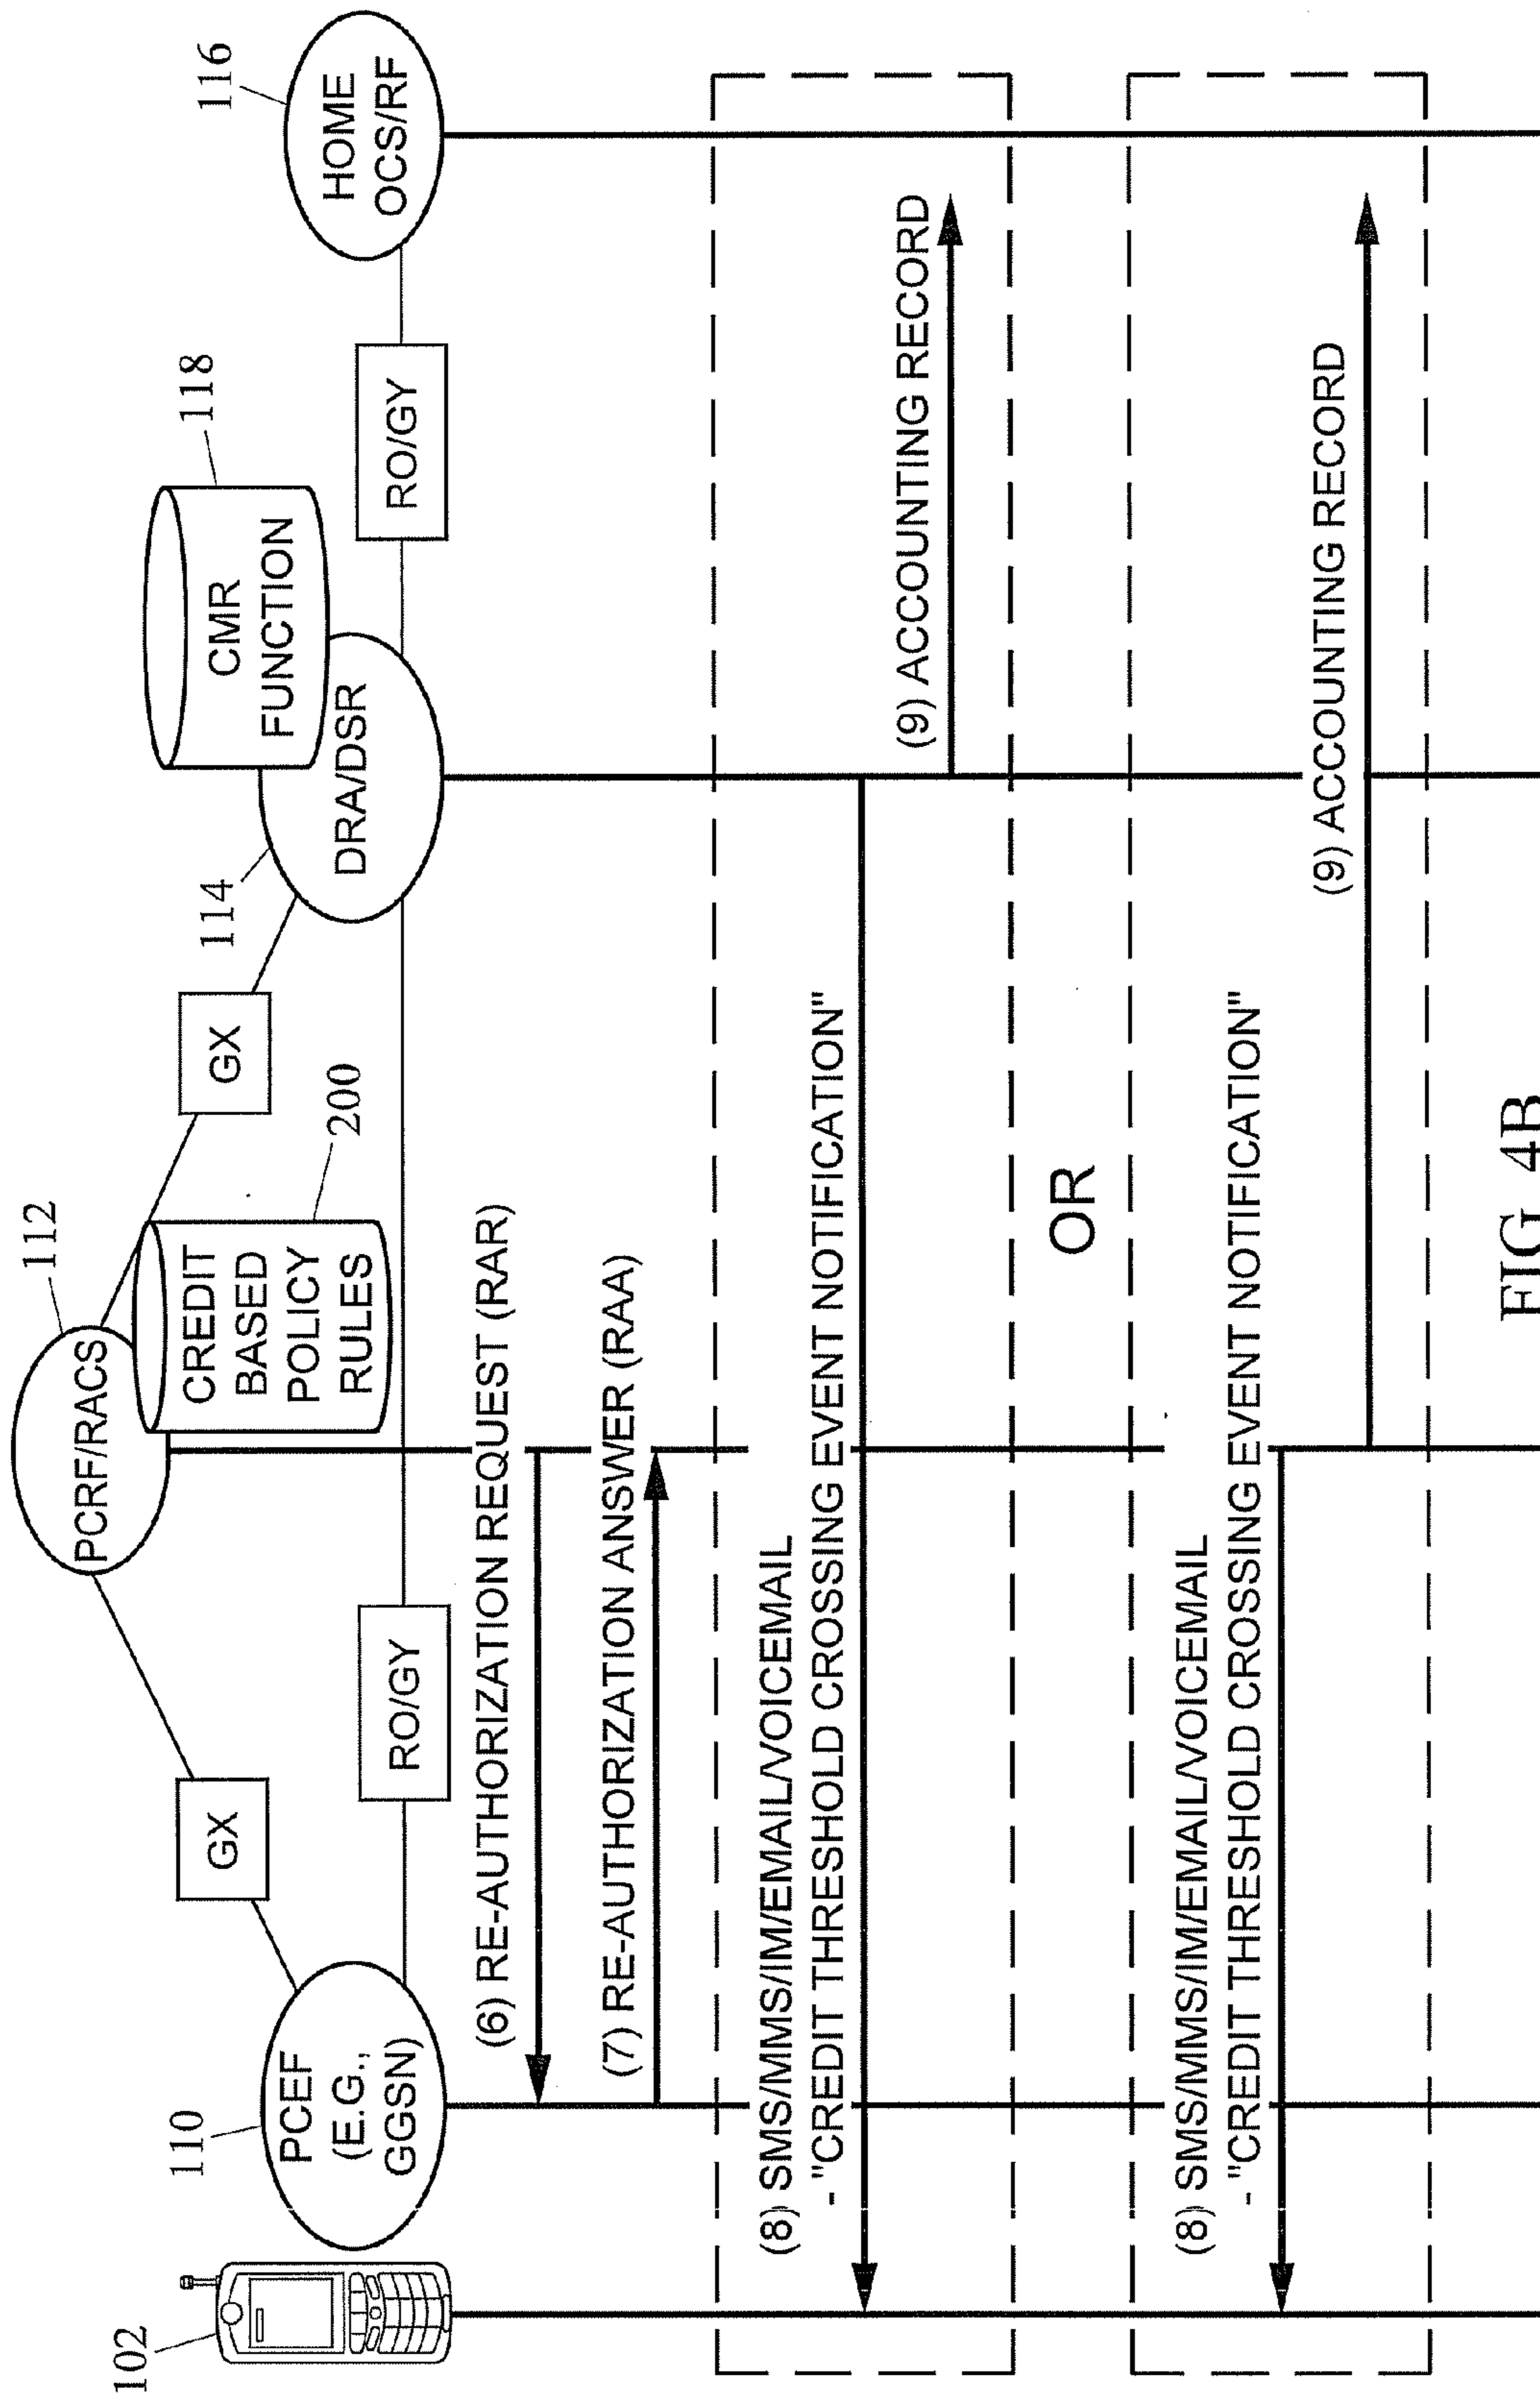 102
110
PCEF
(E.G.,
GGSN)
GX
RO/GY
112
PCRF/RACS
CREDIT
BASED
POLICY
RULES
200
GX
114
DRA/DSR
118
CMR
FUNCTION
RO/GY
116
HOME
OCS/RF
(6) RE-AUTHORIZATION REQUEST (RAR)
(7) RE-AUTHORIZATION ANSWER (RAA)
(8) SMS/MMS/IM/EMAIL/VOICEMAIL
- "CREDIT THRESHOLD CROSSING EVENT NOTIFICATION"
(9) ACCOUNTING RECORD
OR
(8) SMS/MMS/IM/EMAIL/VOICEMAIL
- "CREDIT THRESHOLD CROSSING EVENT NOTIFICATION"
(9) ACCOUNTING RECORD
FIG. 4B